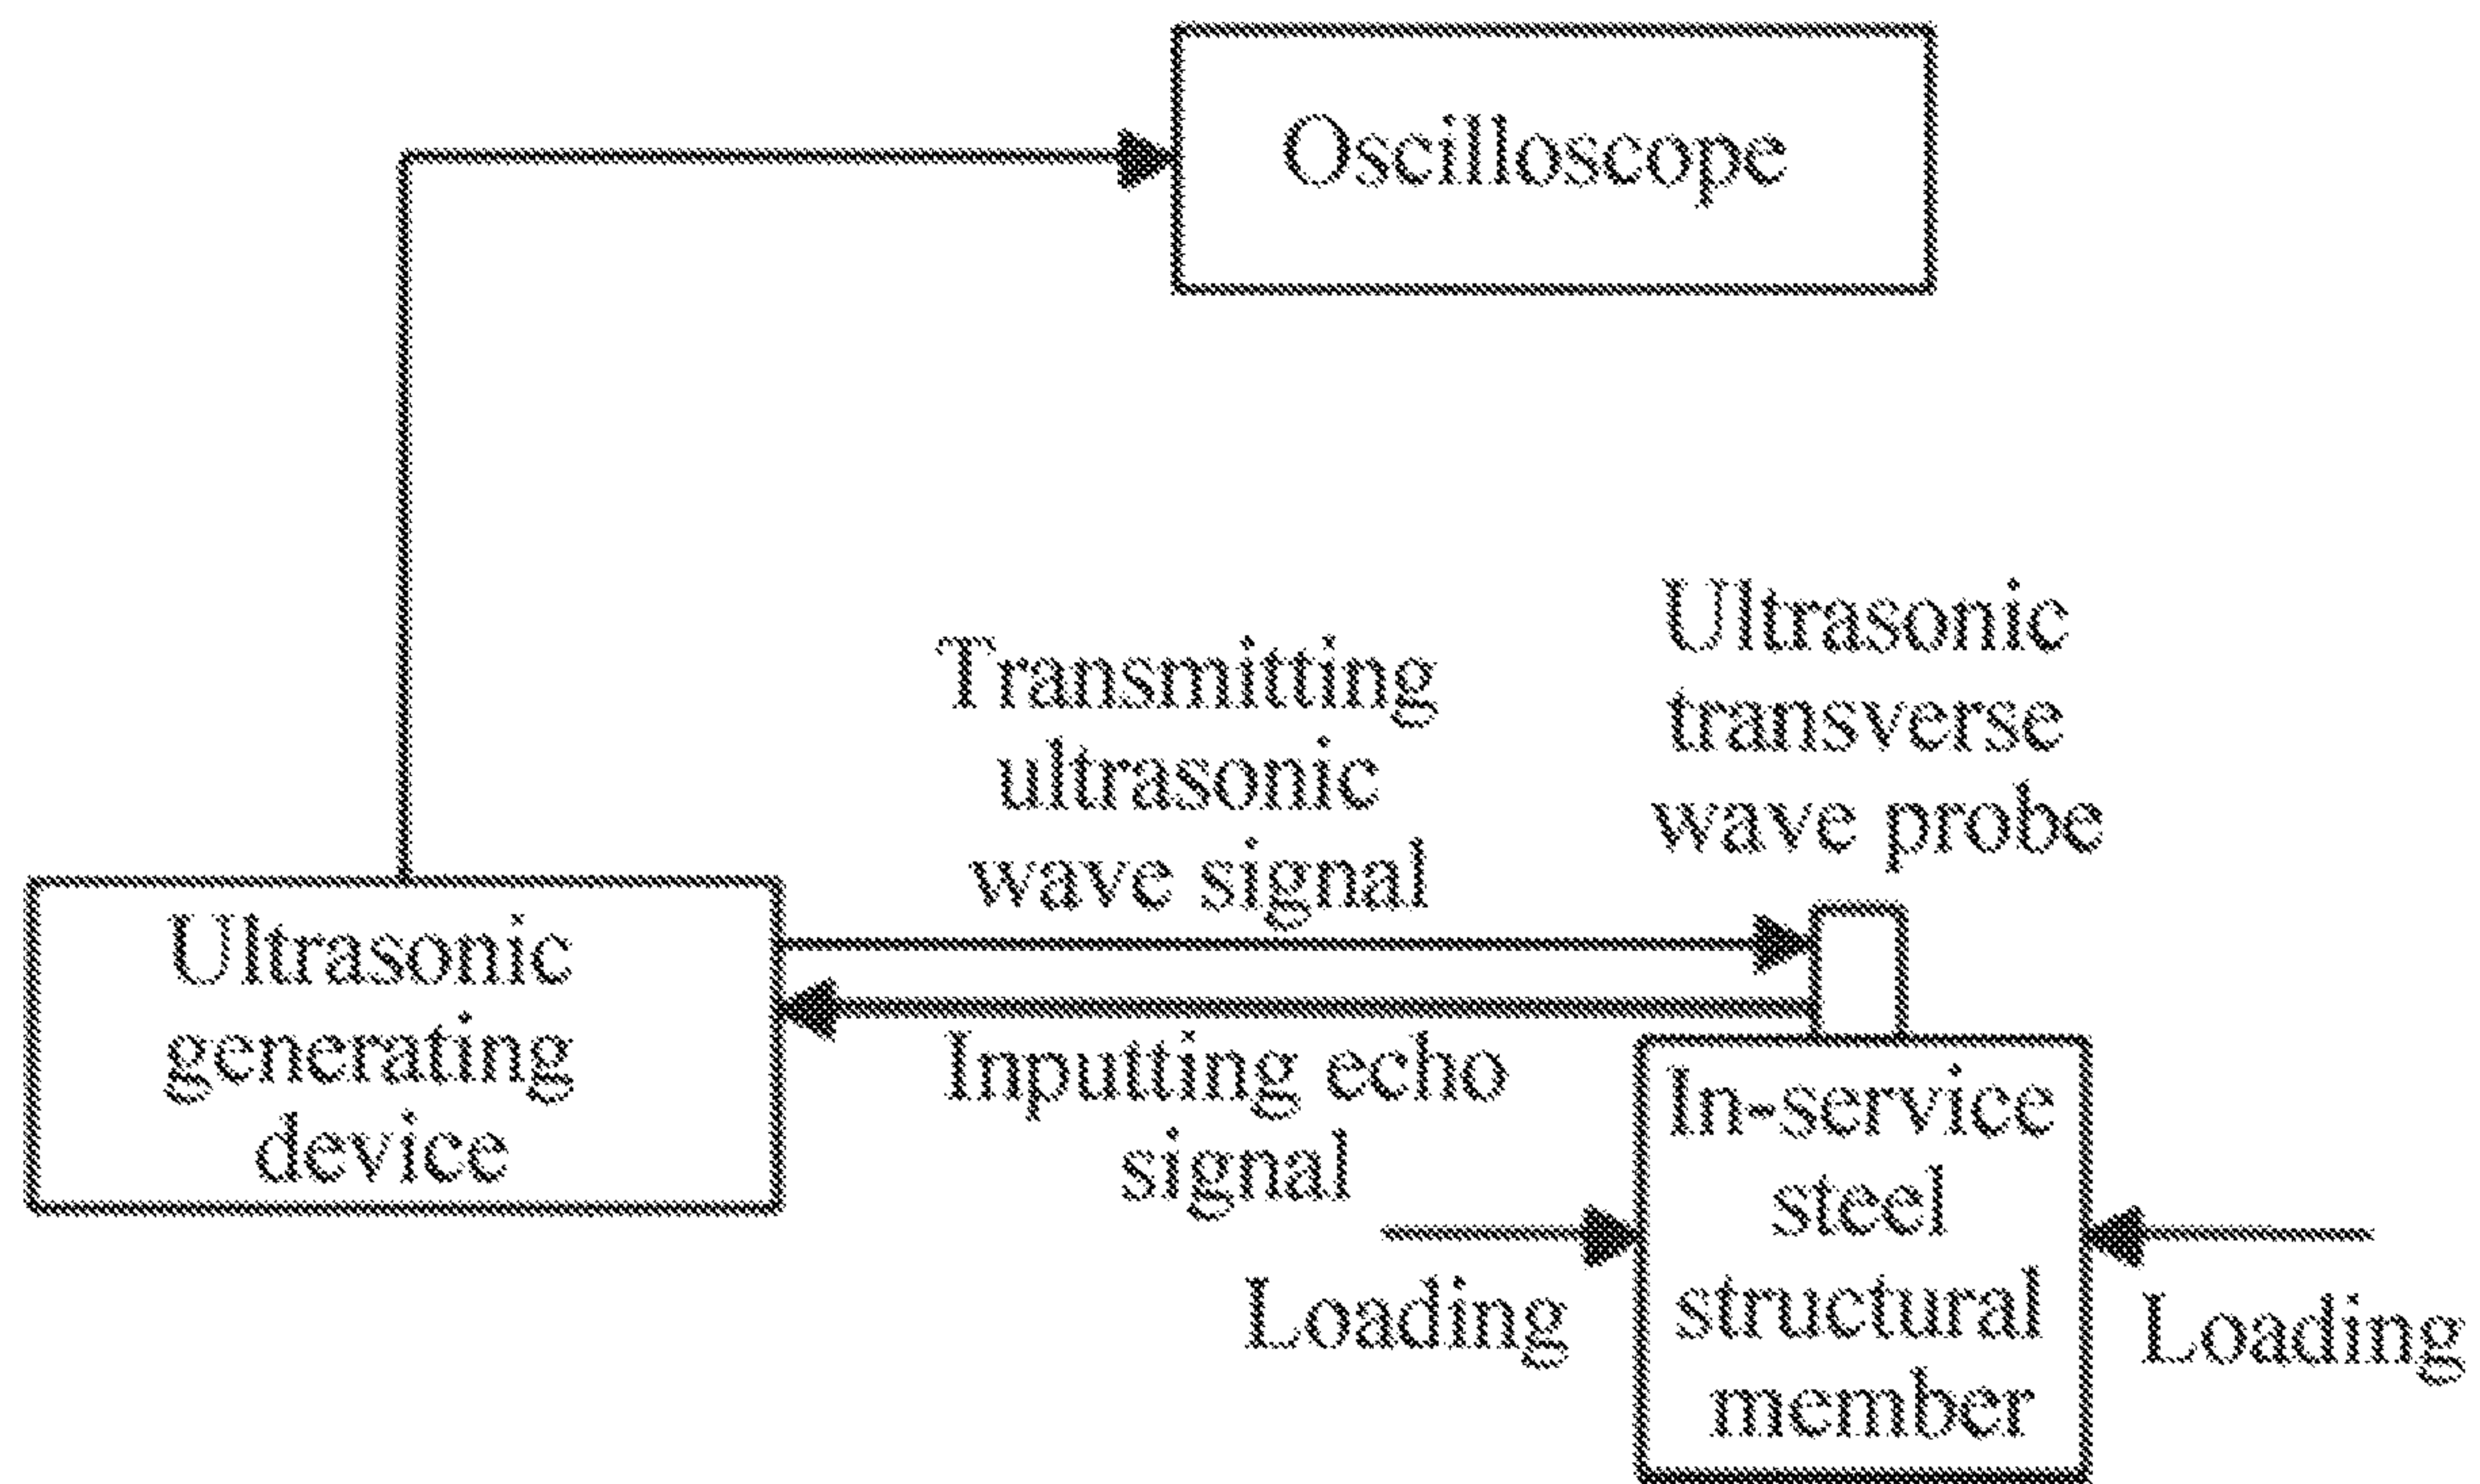 Oscilloscope
Transmitting
ultrasonic
wave signal
Ultrasonic
transverse
wave probe
Ultrasonic
generating
device
Inputting echo
signal
In-service
steel
structural
member
Loading
Loading